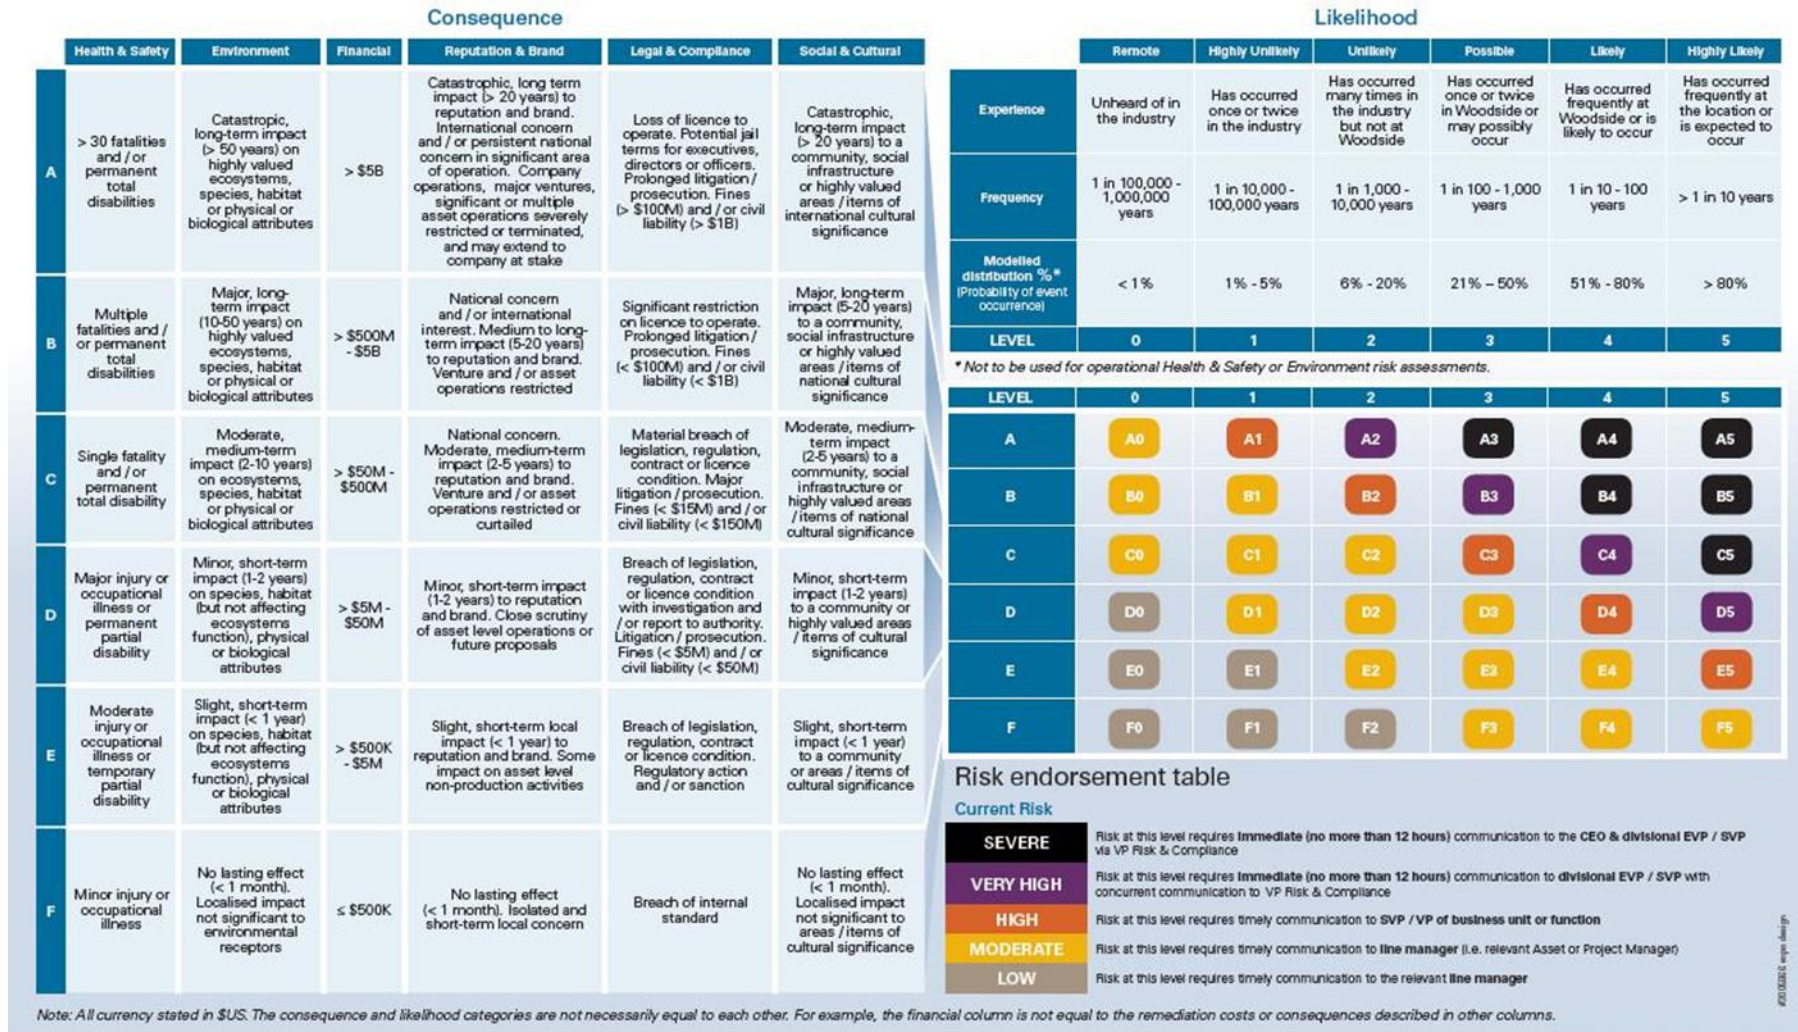 Consequence
Health & Safety
Environment
Financial
Reputation & Brand
Legal & Compliance
Social & Cultural
A
> 30 fatalities
and / or
permanent
total
disabilities
Catastropic,
long-term impact
(> 50 years) on
highly valued
ecosystems,
species, habitat
or physical or
biological attributes
> $5B
Catastrophic, long term
impact (> 20 years) to
reputation and brand.
International concern
and / or persistent national
concern in significant area
of operation. Company
operations, major ventures,
significant or multiple
asset operations severely
restricted or terminated,
and may extend to
company at stake
Loss of licence to
operate. Potential jail
terms for executives,
directors or officers.
Prolonged litigation /
prosecution. Fines
(> $100M) and / or civil
liability (> $1B)
Catastrophic,
long-term impact
(> 20 years) to a
community, social
infrastructure
or highly valued
areas / items of
international cultural
significance
B
Multiple
fatalities and /
or permanent
total
disabilities
Major, long-
term impact
(10-50 years) on
highly valued
ecosystems,
species, habitat
or physical or
biological attributes
> $500M
- $5B
National concern
and / or international
interest. Medium to long-
term impact (5-20 years)
to reputation and brand.
Venture and / or asset
operations restricted
Significant restriction
on licence to operate.
Prolonged litigation /
prosecution. Fines
(< $100M) and / or civil
liability (< $1B)
Major, long-term
impact (5-20 years)
to a community,
social infrastructure
or highly valued
areas / items of
national cultural
significance
C
Single fatality
and / or
permanent
total disability
Moderate,
medium-term
impact (2-10 years)
on ecosystems,
species, habitat
or physical or
biological attributes
> $50M -
$500M
National concern.
Moderate, medium-term
impact (2-5 years) to
reputation and brand.
Venture and / or asset
operations restricted or
curtailed
Material breach of
legislation, regulation,
contract or licence
condition. Major
litigation / prosecution.
Fines (< $15M) and / or
civil liability (< $150M)
Moderate, medium-
term impact
(2-5 years) to a
community, social
infrastructure or
highly valued areas
/ items of national
cultural significance
D
Major injury or
occupational
illness or
permanent
partial
disability
Minor, short-term
impact (1-2 years)
on species, habitat
(but not affecting
ecosystems
function), physical
or biological
attributes
> $5M -
$50M
Minor, short-term impact
(1-2 years) to reputation
and brand. Close scrutiny
of asset level operations or
future proposals
Breach of legislation,
regulation, contract
or licence condition
with investigation and
/ or report to authority.
Litigation / prosecution.
Fines (< $5M) and / or
civil liability (< $50M)
Minor, short-term
impact (1-2 years)
to a community or
highly valued areas
/ items of cultural
significance
E
Moderate
injury or
occupational
illness or
temporary
partial
disability
Slight, short-term
impact (< 1 year)
on species, habitat
(but not affecting
ecosystems
function), physical
or biological
attributes
> $500K
- $5M
Slight, short-term local
impact (< 1 year) to
reputation and brand. Some
impact on asset level
non-production activities
Breach of legislation,
regulation, contract
or licence condition.
Regulatory action
and / or sanction
Slight, short-term
impact (< 1 year)
to a community
or areas / items of
cultural significance
F
Minor injury or
occupational
illness
No lasting effect
(< 1 month).
Localised impact
not significant to
environmental
receptors
≤ $500K
No lasting effect
(< 1 month). Isolated and
short-term local concern
Breach of internal
standard
No lasting effect
(< 1 month).
Localised impact
not significant to
areas / items of
cultural significance
Likelihood
Remote
Highly Unlikely
Unlikely
Possible
Likely
Highly Likely
Experience
Unheard of in
the industry
Has occurred
once or twice
in the industry
Has occurred
many times in
the industry
but not at
Woodside
Has occurred
once or twice
in Woodside or
may possibly
occur
Has occurred
frequently at
Woodside or is
likely to occur
Has occurred
frequently at
the location or
is expected to
occur
Frequency
1 in 100,000 -
1,000,000
years
1 in 10,000 -
100,000 years
1 in 1,000 -
10,000 years
1 in 100 - 1,000
years
1 in 10 - 100
years
> 1 in 10 years
Modelled
distribution %*
(Probability of event
occurrence)
< 1%
1% - 5%
6% - 20%
21% – 50%
51% - 80%
> 80%
LEVEL 0 1 2 3 4 5
* Not to be used for operational Health & Safety or Environment risk assessments.
LEVEL 0 1 2 3 4 5
A A0 A1 A2 A3 A4 A5
B B0 B1 B2 B3 B4 B5
C C0 C1 C2 C3 C4 C5
D D0 D1 D2 D3 D4 D5
E E0 E1 E2 E3 E4 E5
F F0 F1 F2 F3 F4 F5
Risk endorsement table
Current Risk
SEVERE
Risk at this level requires immediate (no more than 12 hours) communication to the CEO & divisional EVP / SVP
via VP Risk & Compliance
VERY HIGH
Risk at this level requires immediate (no more than 12 hours) communication to divisional EVP / SVP with
concurrent communication to VP Risk & Compliance
HIGH
Risk at this level requires timely communication to SVP / VP of business unit or function
MODERATE
Risk at this level requires timely communication to line manager (i.e. relevant Asset or Project Manager)
LOW
Risk at this level requires timely communication to the relevant line manager
Note: All currency stated in $US. The consequence and likelihood categories are not necessarily equal to each other. For example, the financial column is not equal to the remediation costs or consequences described in other columns.